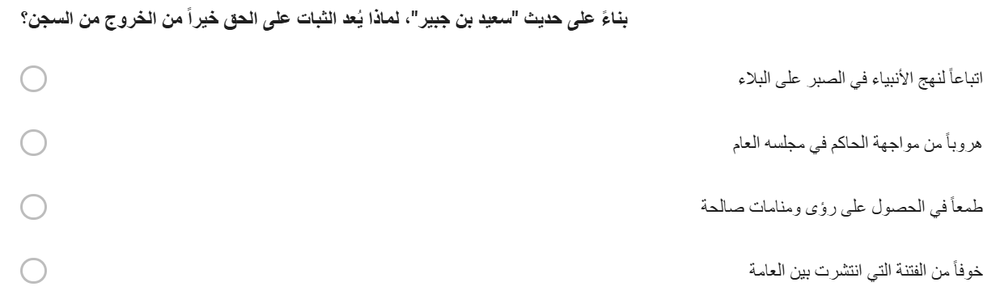 بناءً على حديث "سعيد بن جبير"، لماذا يُعد الثبات على الحق خيراً من الخروج من السجن؟
اتباعاً لنهج الأنبياء في الصبر على البلاء
هروباً من مواجهة الحاكم في مجلسه العام
طمعاً في الحصول على رؤى ومنامات صالحة
خوفاً من الفتنة التي انتشرت بين العامة